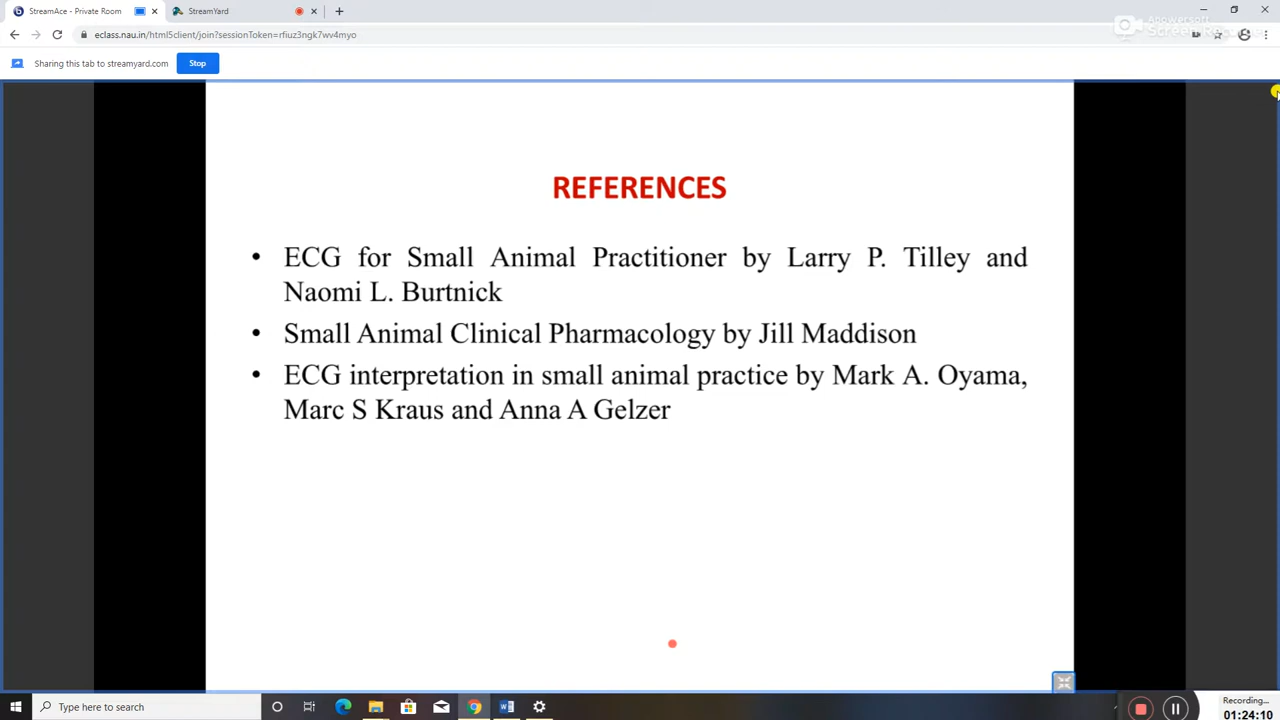 StreamAce - Private Room
StreamYard
eclass.nau.in/html5client/join?sessionToken=rfiuz3ngk7wv4myo
Sharing this tab to streamyard.com
Stop
REFERENCES
• ECG for Small Animal Practitioner by Larry P. Tilley and
Naomi L. Burtnick
• Small Animal Clinical Pharmacology by Jill Maddison
• ECG interpretation in small animal practice by Mark A. Oyama,
Marc S Kraus and Anna A Gelzer
Type here to search
Recording...
01:24:10